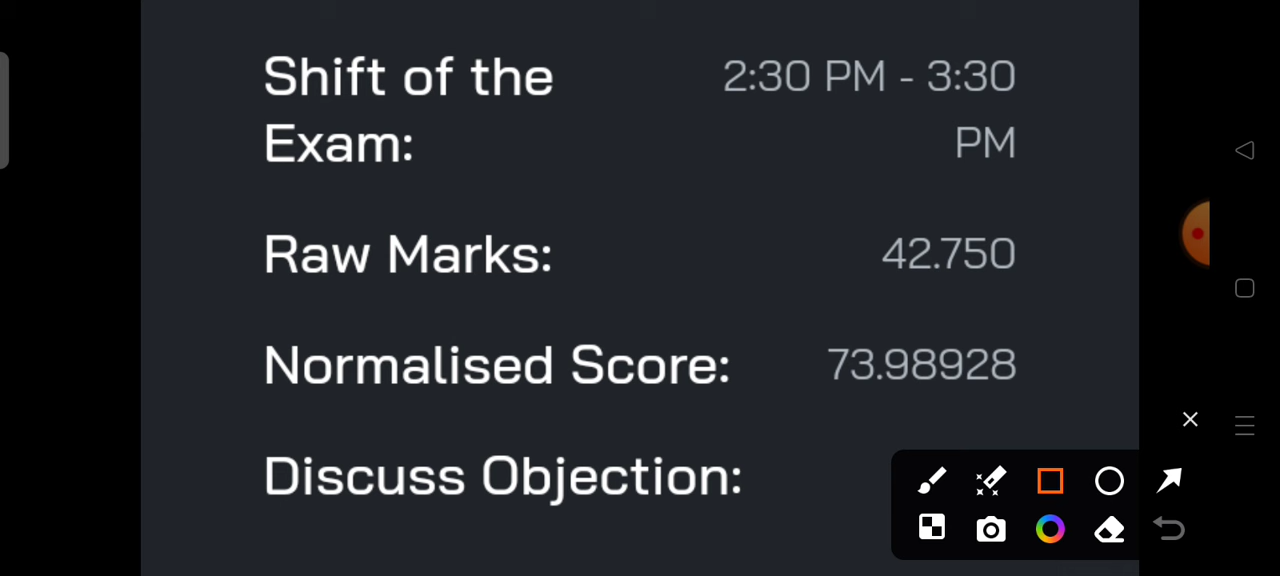 Shift of the 2:30 PM - 3:30
Exam: PM
Raw Marks: 42.750
Normalised Score: 73.98928
Discuss Objection: